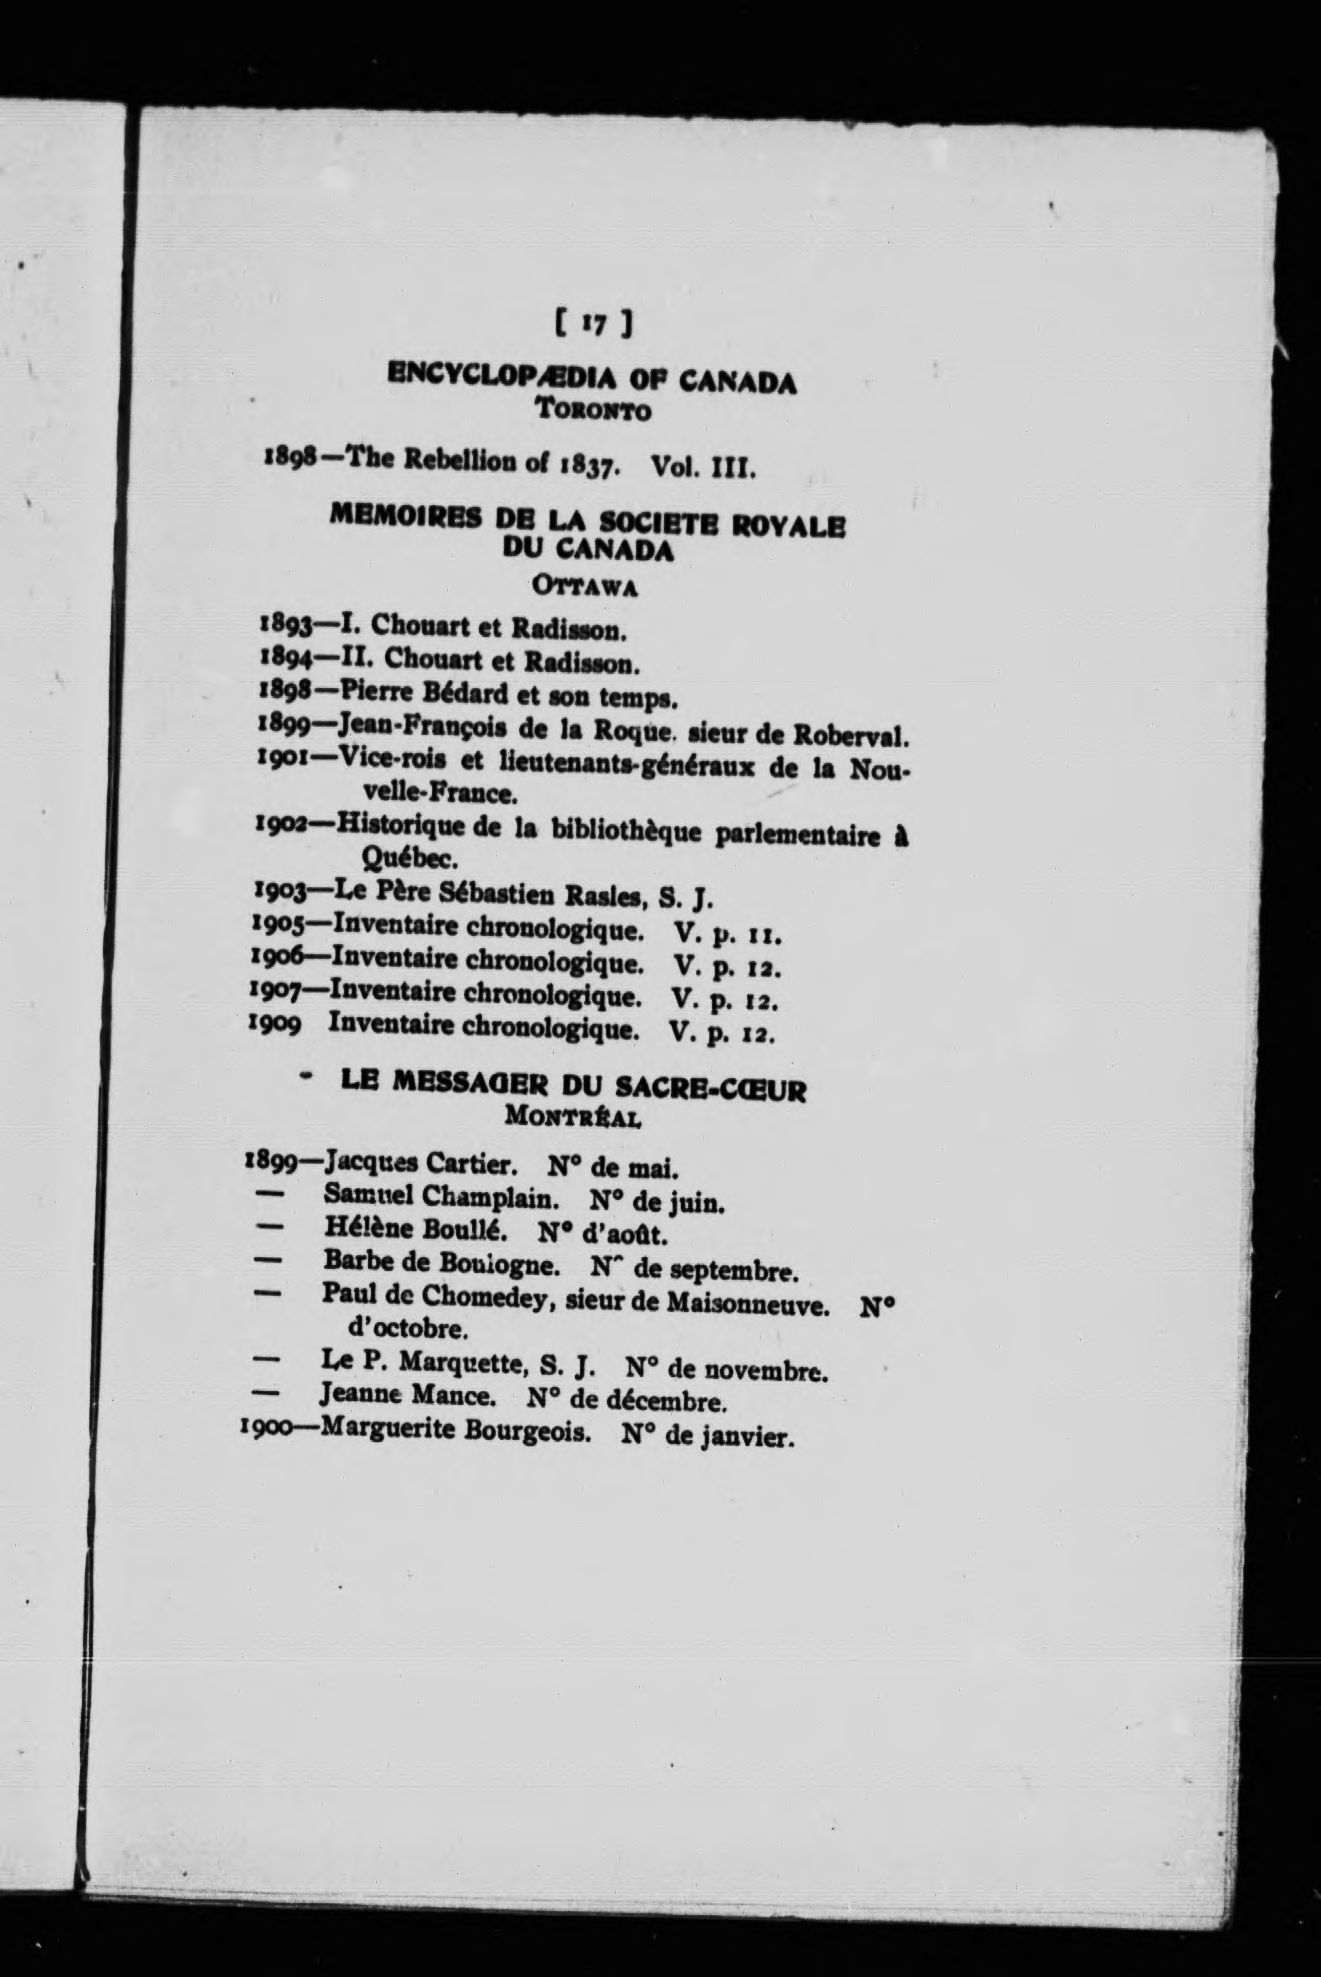 [ 17 ]
ENCYCLOPÆDIA OF CANADA
TORONTO
1898—The Rebellion of 1837. Vol. III.
MEMOIRES DE LA SOCIETE ROYALE
DU CANADA
OTTAWA
1893—I. Chouart et Radisson.
1894—II. Chouart et Radisson.
1898—Pierre Bédard et son temps.
1899—Jean-François de la Roque, sieur de Roberval.
1901—Vice-rois et lieutenants-généraux de la Nou-
velle-France.
1902—Historique de la bibliothèque parlementaire à
Québec.
1903—Le Père Sébastien Rasles, S. J.
1905—Inventaire chronologique. V. p. 11.
1906—Inventaire chronologique. V. p. 12.
1907—Inventaire chronologique. V. p. 12.
1909 Inventaire chronologique. V. p. 12.
- LE MESSAGER DU SACRE-CŒUR
MONTRÉAL
1899—Jacques Cartier. N° de mai.
— Samuel Champlain. N° de juin.
— Hélène Boullé. N° d'août.
— Barbe de Boulogne. N° de septembre.
— Paul de Chomedey, sieur de Maisonneuve. N°
d'octobre.
— Le P. Marquette, S. J. N° de novembre.
— Jeanne Mance. N° de décembre.
1900—Marguerite Bourgeois. N° de janvier.